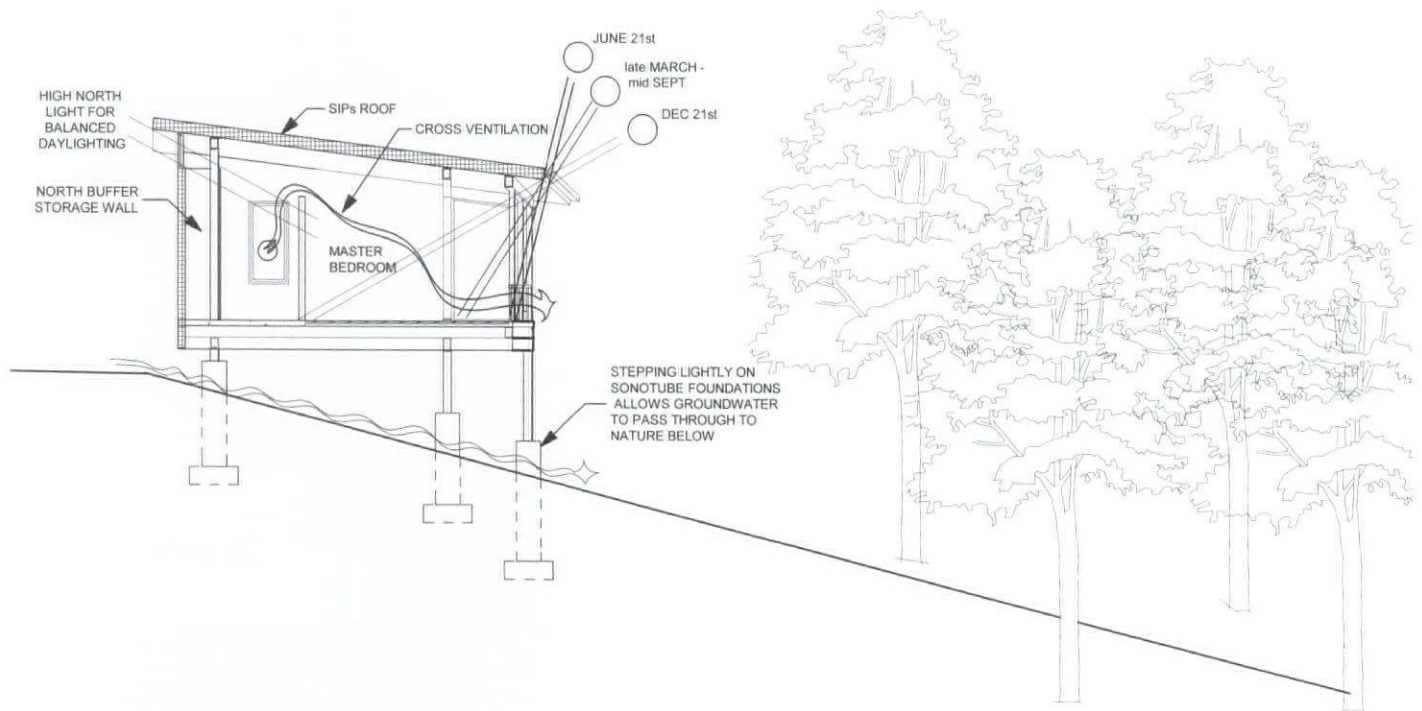 JUNE 21st
late MARCH -
mid SEPT
DEC 21st
HIGH NORTH
LIGHT FOR
BALANCED
DAYLIGHTING
SIPs ROOF
CROSS VENTILATION
NORTH BUFFER
STORAGE WALL
MASTER
BEDROOM
STEPPING LIGHTLY ON
SONOTUBE FOUNDATIONS
ALLOWS GROUNDWATER
TO PASS THROUGH TO
NATURE BELOW